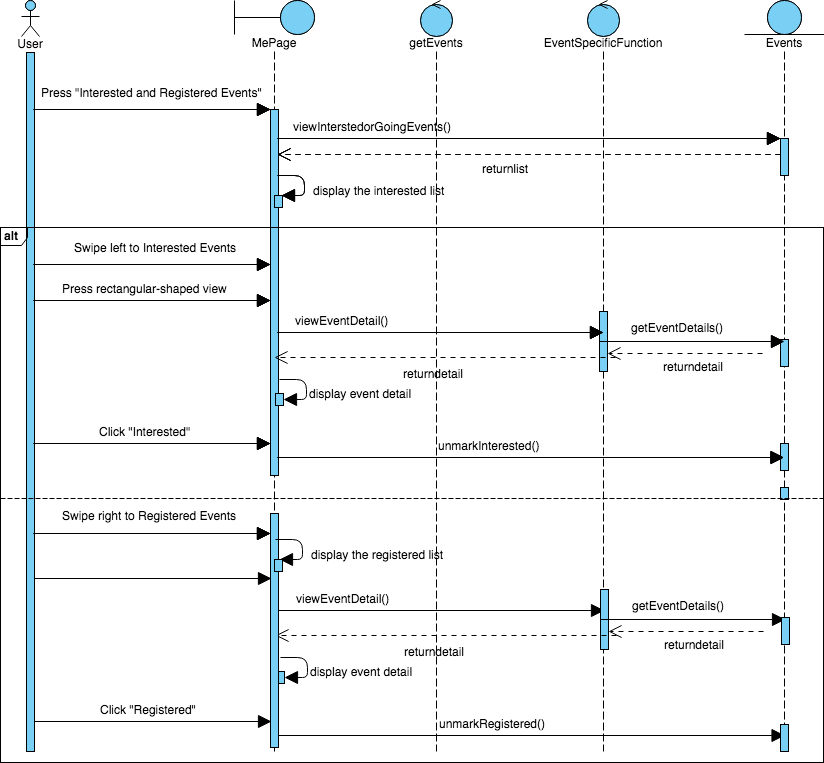 User
MePage
getEvents
EventSpecificFunction
Events
Press "Interested and Registered Events"
viewInterstedorGoingEvents()
returnlist
display the interested list
alt
Swipe left to Interested Events
Press rectangular-shaped view
viewEventDetail()
getEventDetails()
returndetail
returndetail
display event detail
Click "Interested"
unmarkInterested()
Swipe right to Registered Events
display the registered list
viewEventDetail()
getEventDetails()
returndetail
returndetail
display event detail
Click "Registered"
unmarkRegistered()